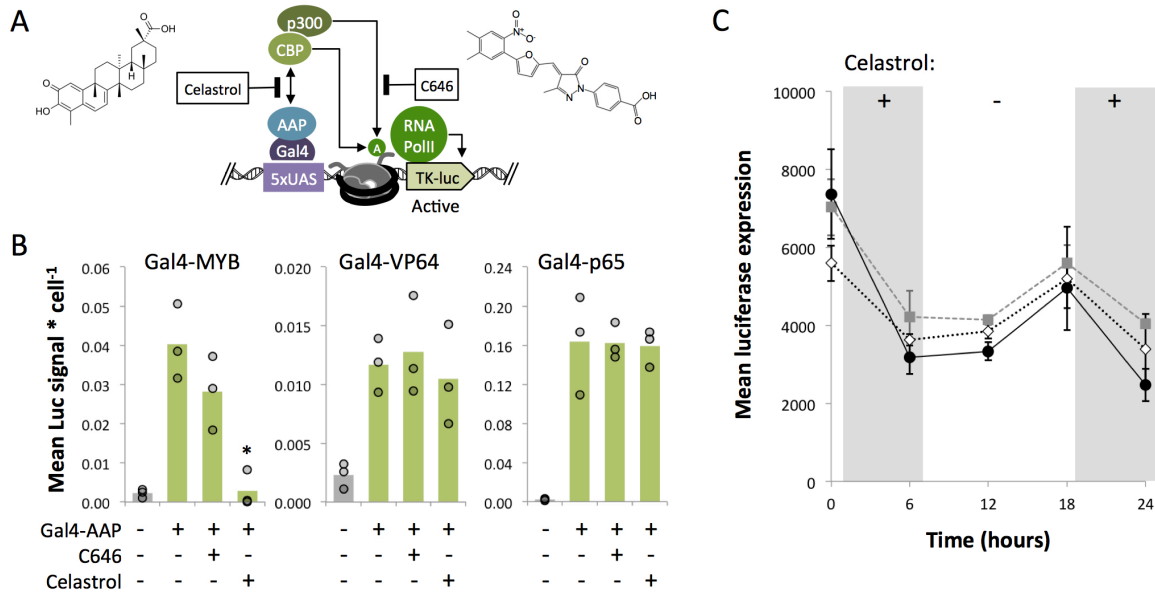 A
O
OH
H
O
HO
p300
CBP
Celastrol
C646
AAP
Gal4
5xUAS
A
RNA
PolII
TK-luc
Active
O
N+
O-
O
O
N
N
O
OH
B
Gal4-MYB
Gal4-VP64
Gal4-p65
Mean Luc signal * cell-1
0.06
0.05
0.04
0.03
0.02
0.01
0.00
*
0.020
0.015
0.010
0.005
0.000
0.24
0.20
0.16
0.12
0.08
0.04
0.00
Gal4-AAP - + + + - + + + - + + +
C646 - - + - - - + - - - + -
Celastrol - - - + - - - + - - - +
C
Celastrol:
+ - +
Mean luciferase expression
10000
8000
6000
4000
2000
0
0 6 12 18 24
Time (hours)